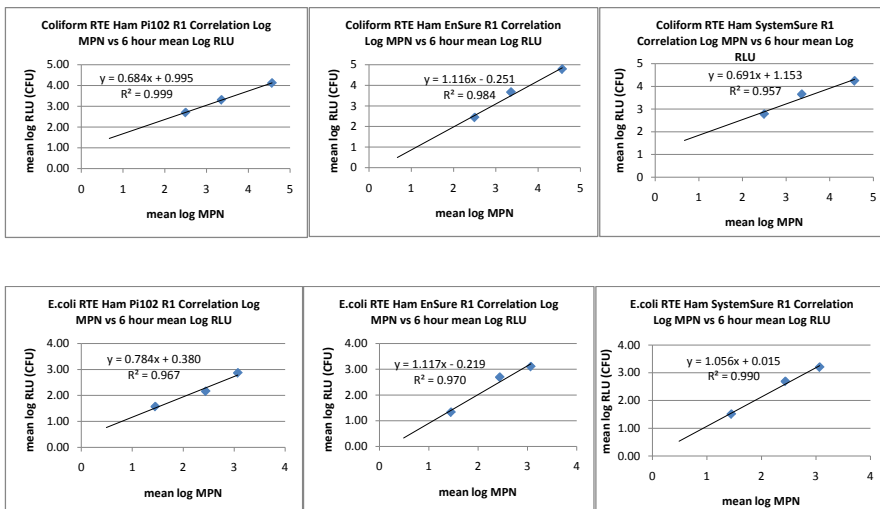 Coliform RTE Ham Pi102 R1 Correlation Log
MPN vs 6 hour mean Log RLU
mean log RLU (CFU)
5.00
4.00
3.00
2.00
1.00
0.00
y = 0.684x + 0.995
R² = 0.999
0 1 2 3 4 5
mean log MPN
Coliform RTE Ham EnSure R1 Correlation
Log MPN vs 6 hour mean Log RLU
mean log RLU (CFU)
5
4
3
2
1
0
y = 1.116x - 0.251
R² = 0.984
0 1 2 3 4 5
mean log MPN
Coliform RTE Ham SystemSure R1
Correlation Log MPN vs 6 hour mean Log
RLU
mean log RLU (CFU)
5
4
3
2
1
0
y = 0.691x + 1.153
R² = 0.957
0 1 2 3 4 5
mean log MPN
E.coli RTE Ham Pi102 R1 Correlation Log
MPN vs 6 hour mean Log RLU
mean log RLU (CFU)
4.00
3.00
2.00
1.00
0.00
y = 0.784x + 0.380
R² = 0.967
0 1 2 3 4
mean log MPN
E.coli RTE Ham EnSure R1 Correlation Log
MPN vs 6 hour mean Log RLU
mean log RLU (CFU)
4.00
3.00
2.00
1.00
0.00
y = 1.117x - 0.219
R² = 0.970
0 1 2 3 4
mean log MPN
E.coli RTE Ham SystemSure R1 Correlation
Log MPN vs 6 hour mean Log RLU
mean log RLU (CFU)
4.00
3.00
2.00
1.00
0.00
y = 1.056x + 0.015
R² = 0.990
0 1 2 3 4
mean log MPN